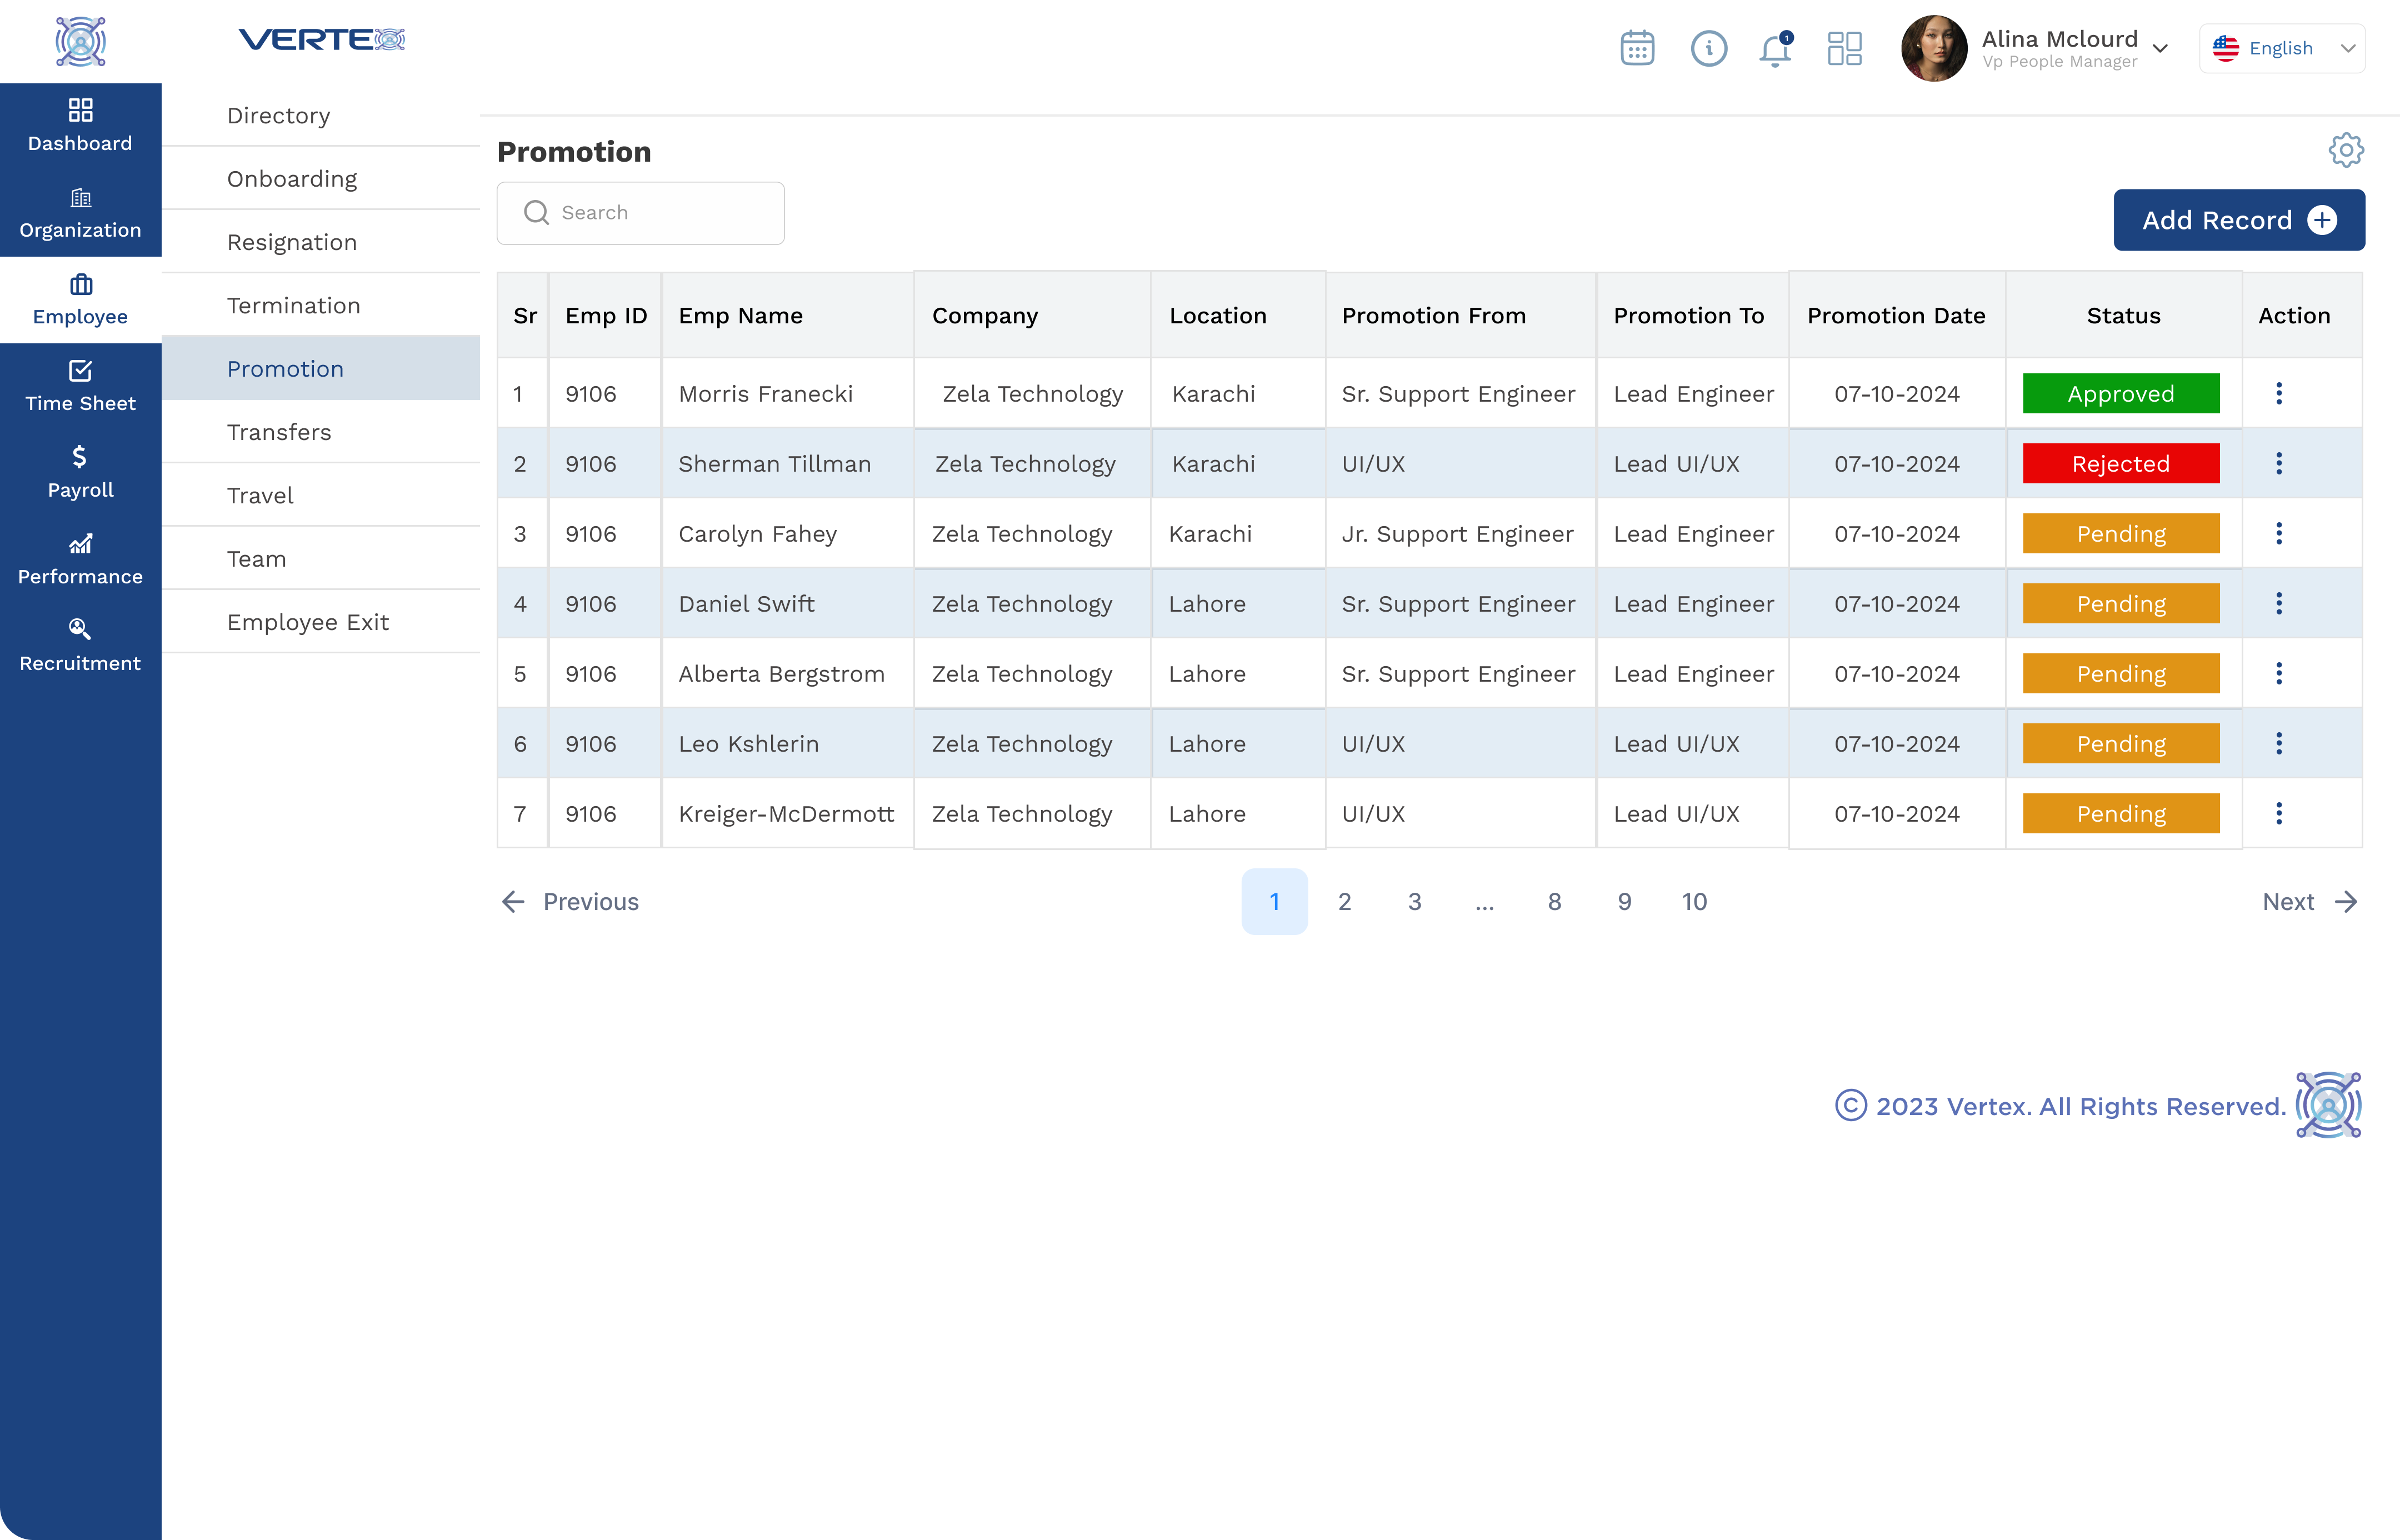 VERTEX
1
Alina Mclourd
Vp People Manager
English
Dashboard
Organization
Employee
Time Sheet
Payroll
Performance
Recruitment
Directory
Onboarding
Resignation
Termination
Promotion
Transfers
Travel
Team
Employee Exit
Promotion
Search
Add Record
Sr Emp ID Emp Name Company Location Promotion From Promotion To Promotion Date Status Action
1 9106 Morris Franecki Zela Technology Karachi Sr. Support Engineer Lead Engineer 07-10-2024 Approved
2 9106 Sherman Tillman Zela Technology Karachi UI/UX Lead UI/UX 07-10-2024 Rejected
3 9106 Carolyn Fahey Zela Technology Karachi Jr. Support Engineer Lead Engineer 07-10-2024 Pending
4 9106 Daniel Swift Zela Technology Lahore Sr. Support Engineer Lead Engineer 07-10-2024 Pending
5 9106 Alberta Bergstrom Zela Technology Lahore Sr. Support Engineer Lead Engineer 07-10-2024 Pending
6 9106 Leo Kshlerin Zela Technology Lahore UI/UX Lead UI/UX 07-10-2024 Pending
7 9106 Kreiger-McDermott Zela Technology Lahore UI/UX Lead UI/UX 07-10-2024 Pending
Previous 1 2 3 ... 8 9 10 Next
© 2023 Vertex. All Rights Reserved.